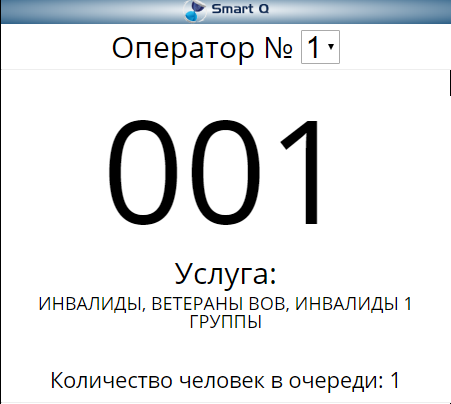 Smart Q
Оператор № 1
001
Услуга:
ИНВАЛИДЫ, ВЕТЕРАНЫ ВОВ, ИНВАЛИДЫ 1
ГРУППЫ
Количество человек в очереди: 1